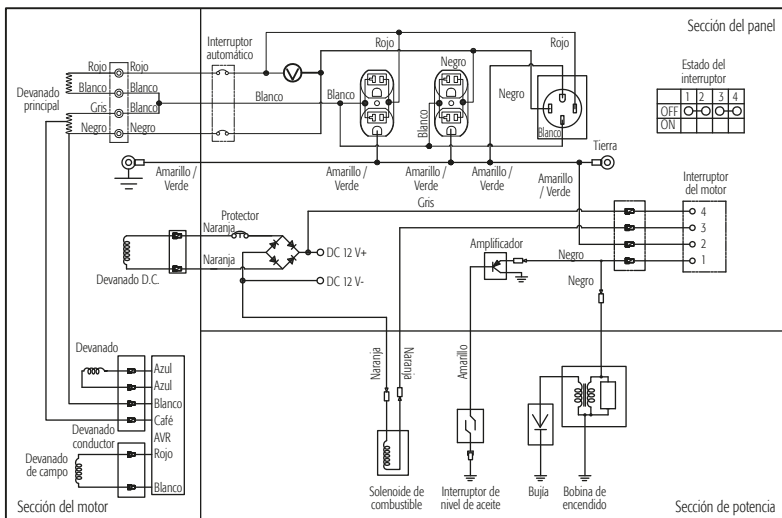 Sección del panel
Rojo
Rojo
Interruptor
automático
Rojo
Negro
Rojo
Estado del
interruptor
Devanado
principal
Blanco
Blanco
Gris
Blanco
Blanco
Blanco
Negro
1 2 3 4
OFF
ON
Negro
Negro
Blanco
Blanco
Tierra
Amarillo /
Verde
Amarillo /
Verde
Amarillo /
Verde
Amarillo /
Verde
Amarillo
/ Verde
Interruptor
del motor
Gris
4
3
2
1
Naranja
Protector
Naranja
Devanado D.C.
DC 12 V+
DC 12 V-
Amplificador
Negro
Negro
Naranja
Naranja
Amarillo
Devanado
Azul
Azul
Blanco
Café
Devanado
conductor
AVR
Rojo
Devanado
de campo
Blanco
Solenoide de
combustible
Interruptor de
nivel de aceite
Bujía
Bobina de
encendido
Sección del motor
Sección de potencia